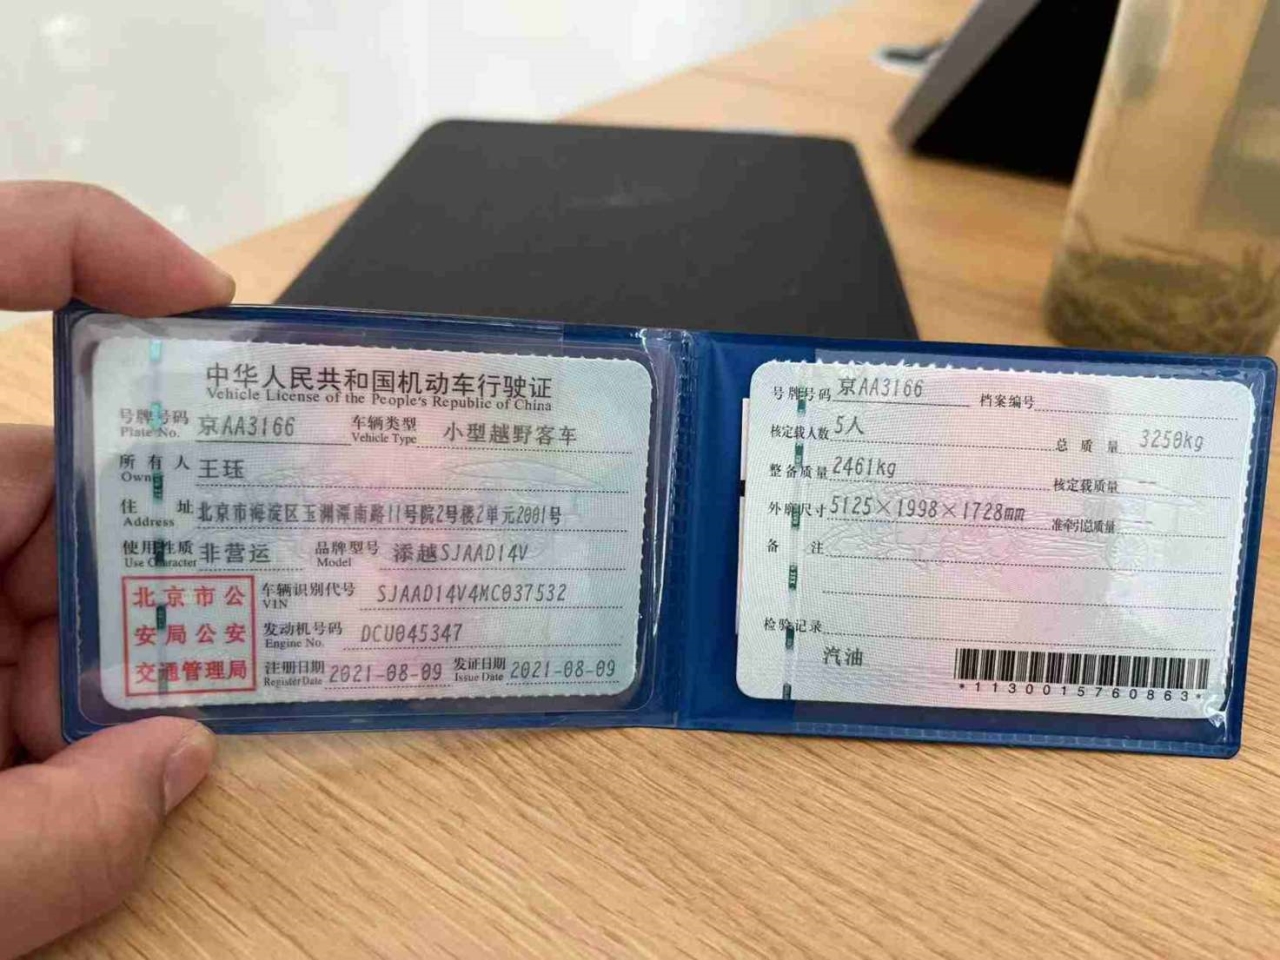 中华人民共和国机动车行驶证
Vehicle License of the People's Republic of China
号牌号码 京AA3166 车辆类型 小型越野客车
Plate No. Vehicle Type
所有人 王珏
Owner
住址 北京市海淀区玉渊潭南路11号院2号楼2单元2001号
Address
使用性质 非营运 品牌型号 添越SJAAD14V
Use Character Model
北京市公
安局公安
交通管理局
车辆识别代号 SJAAD14V4MC037532
VIN
发动机号码 DCU045347
Engine No.
注册日期 2021-08-09 发证日期 2021-08-09
Register Date Issue Date
号牌号码 京AA3166 档案编号
核定载人数 5人 总质量 3250kg
整备质量 2461kg 核定载质量 --
外廓尺寸 5125×1998×1728mm 准牵引总质量 --
备注
检验记录
汽油
*1130015760863*